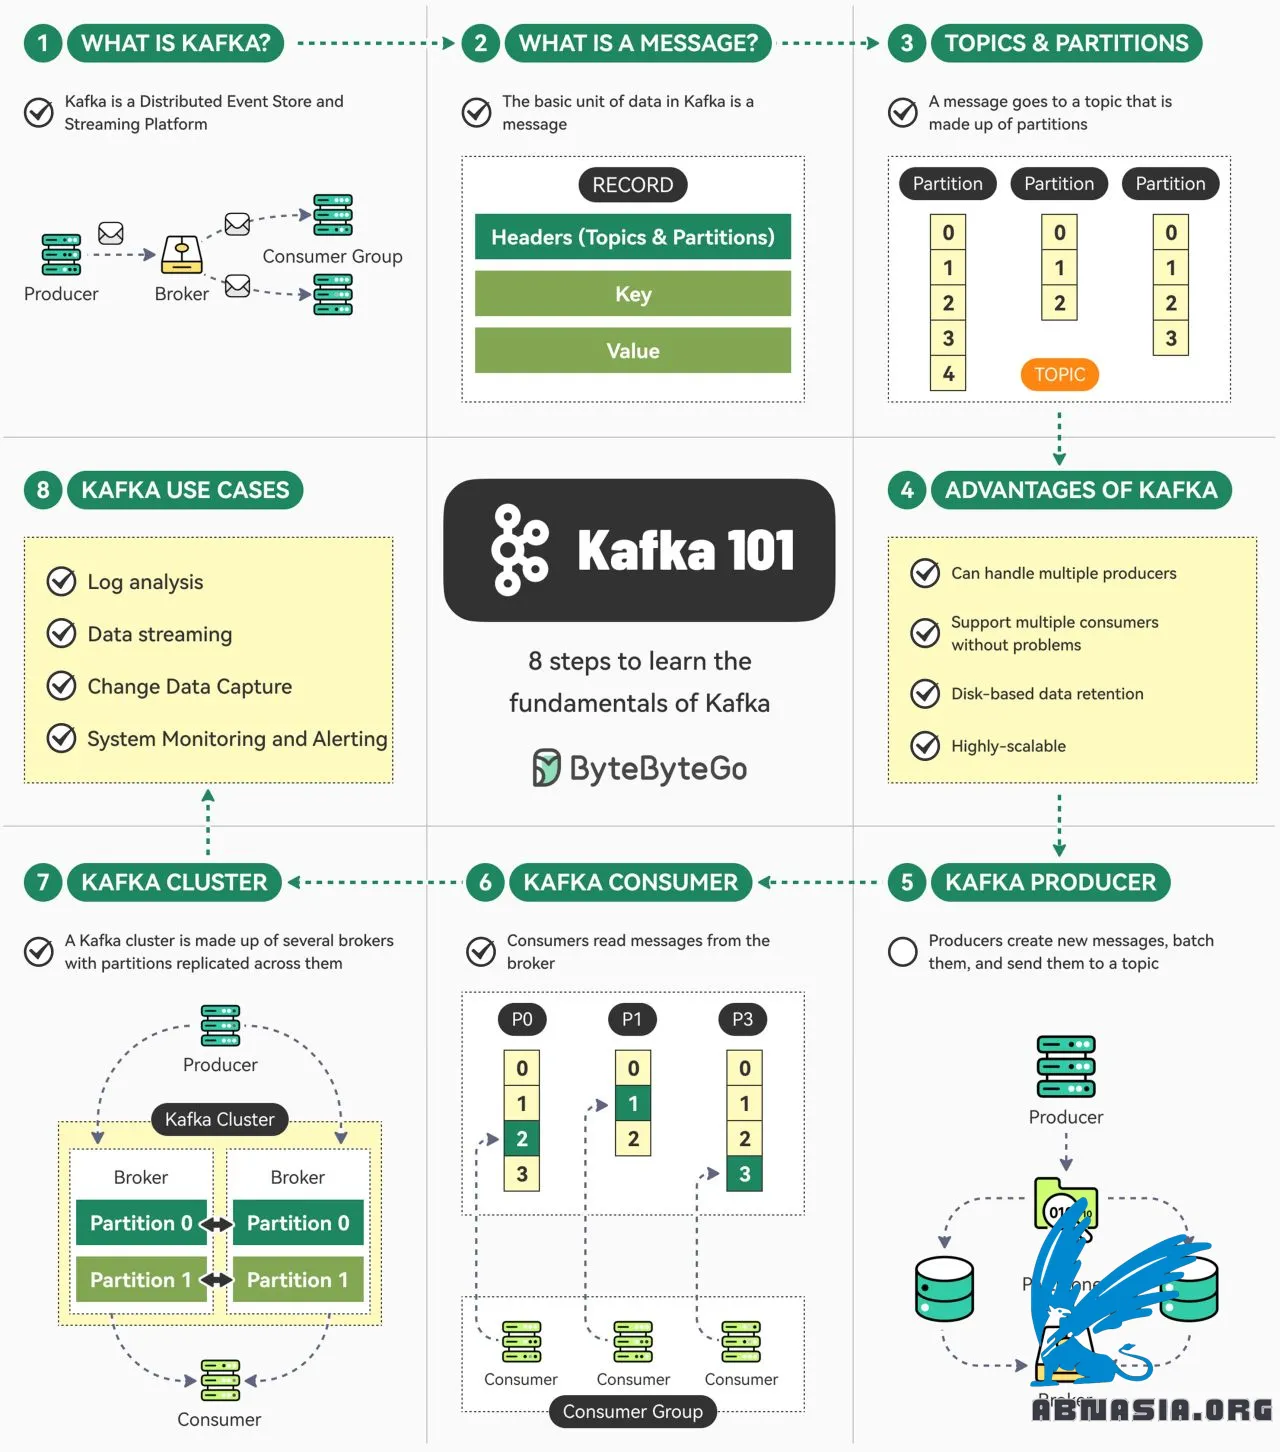 1 WHAT IS KAFKA?
Kafka is a Distributed Event Store and
Streaming Platform
Producer
Broker
Consumer Group
2 WHAT IS A MESSAGE?
The basic unit of data in Kafka is a
message
RECORD
Headers (Topics & Partitions)
Key
Value
3 TOPICS & PARTITIONS
A message goes to a topic that is
made up of partitions
Partition Partition Partition
0 0 0
1 1 1
2 2 2
3 3
4
TOPIC
8 KAFKA USE CASES
Log analysis
Data streaming
Change Data Capture
System Monitoring and Alerting
Kafka 101
8 steps to learn the
fundamentals of Kafka
ByteByteGo
4 ADVANTAGES OF KAFKA
Can handle multiple producers
Support multiple consumers
without problems
Disk-based data retention
Highly-scalable
7 KAFKA CLUSTER
A Kafka cluster is made up of several brokers
with partitions replicated across them
Producer
Kafka Cluster
Broker Broker
Partition 0 Partition 0
Partition 1 Partition 1
Consumer
6 KAFKA CONSUMER
Consumers read messages from the
broker
P0 P1 P3
0 0 0
1 1 1
2 2 2
3 3
Consumer Consumer Consumer
Consumer Group
5 KAFKA PRODUCER
Producers create new messages, batch
them, and send them to a topic
Producer
Broker
ABNASIA.ORG